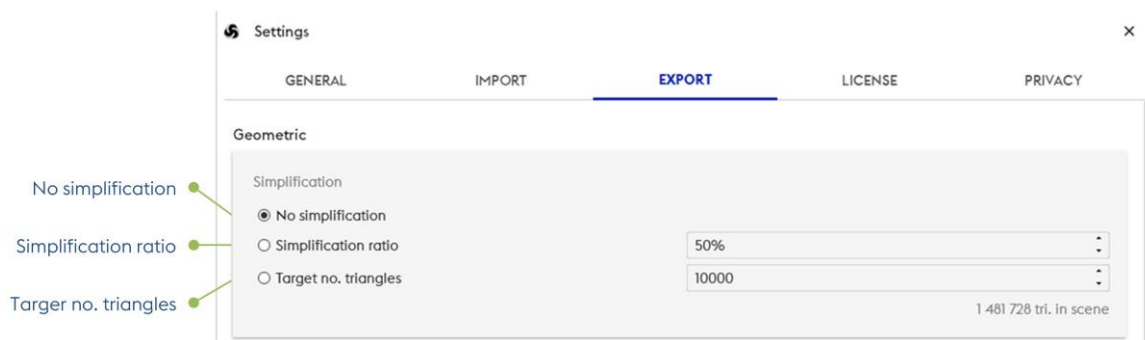 Settings
GENERAL IMPORT EXPORT LICENSE PRIVACY
Geometric
Simplification
No simplification
No simplification
Simplification ratio
Simplification ratio 50%
Targer no. triangles
Target no. triangles 10000
1 481 728 tri. in scene